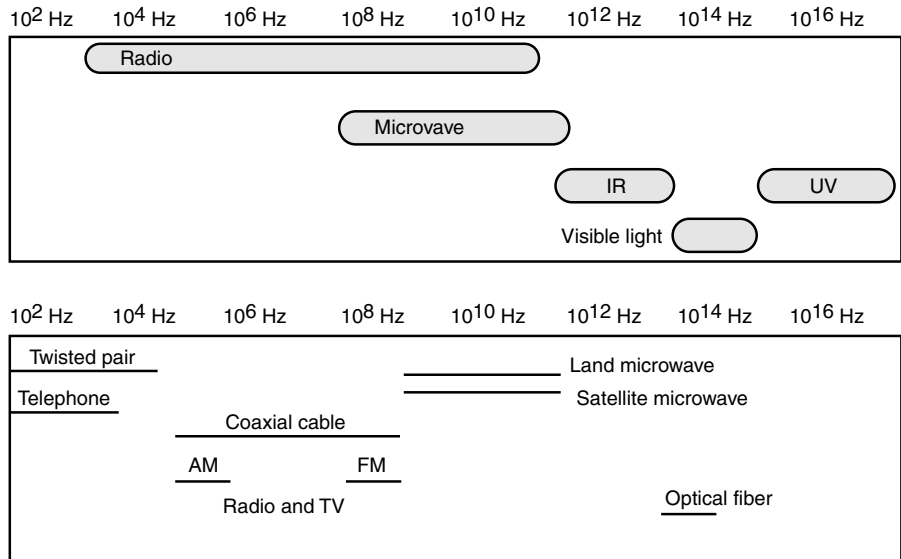 10² Hz 10⁴ Hz 10⁶ Hz 10⁸ Hz 10¹⁰ Hz 10¹² Hz 10¹⁴ Hz 10¹⁶ Hz
Radio
Microvave
IR UV
Visible light
10² Hz 10⁴ Hz 10⁶ Hz 10⁸ Hz 10¹⁰ Hz 10¹² Hz 10¹⁴ Hz 10¹⁶ Hz
Twisted pair Land microwave
Telephone Satellite microwave
Coaxial cable
AM FM
Radio and TV Optical fiber